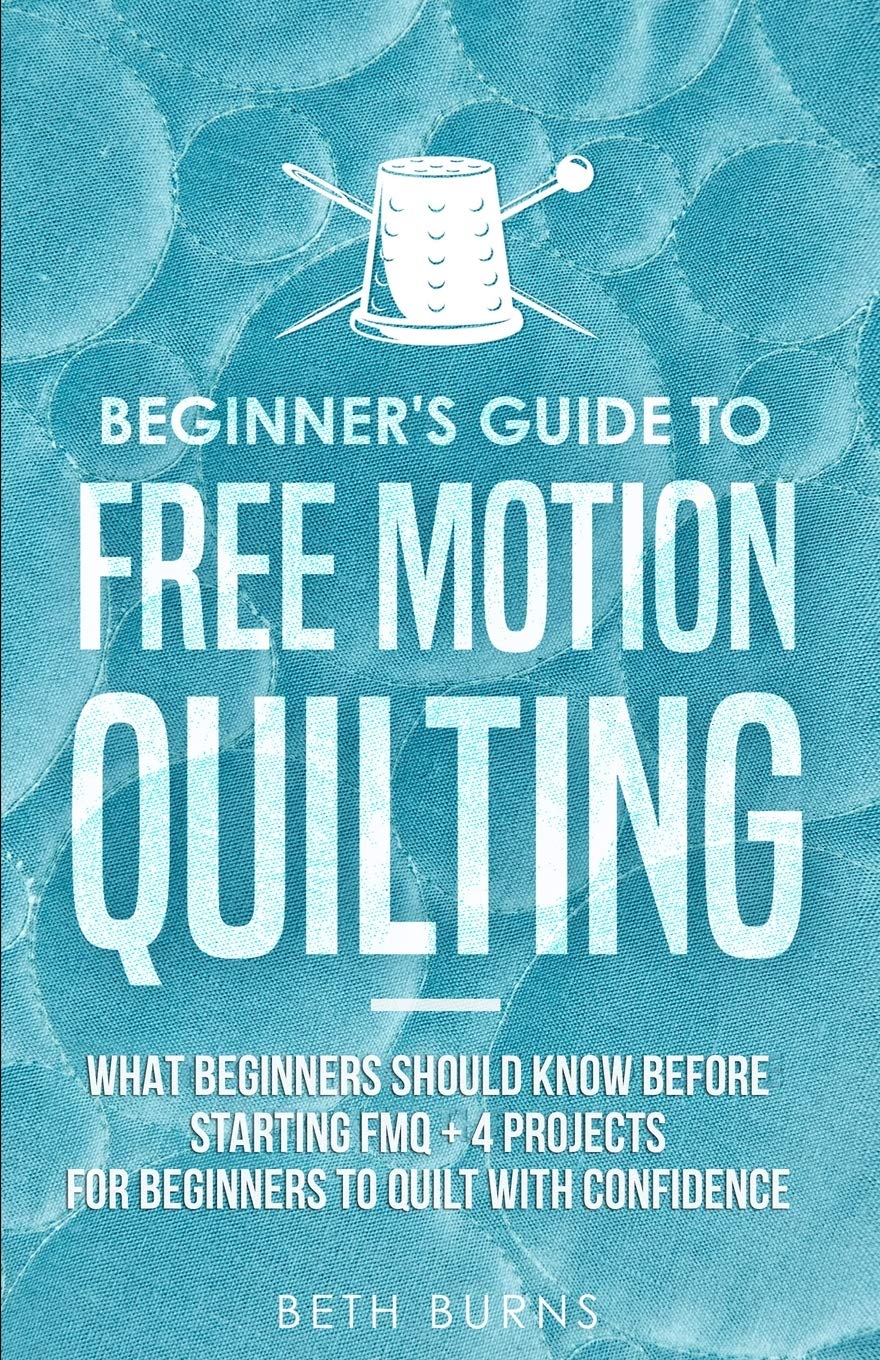 BEGINNER'S GUIDE TO
FREE MOTION
QUILTING
WHAT BEGINNERS SHOULD KNOW BEFORE
STARTING FMQ + 4 PROJECTS
FOR BEGINNERS TO QUILT WITH CONFIDENCE
BETH BURNS